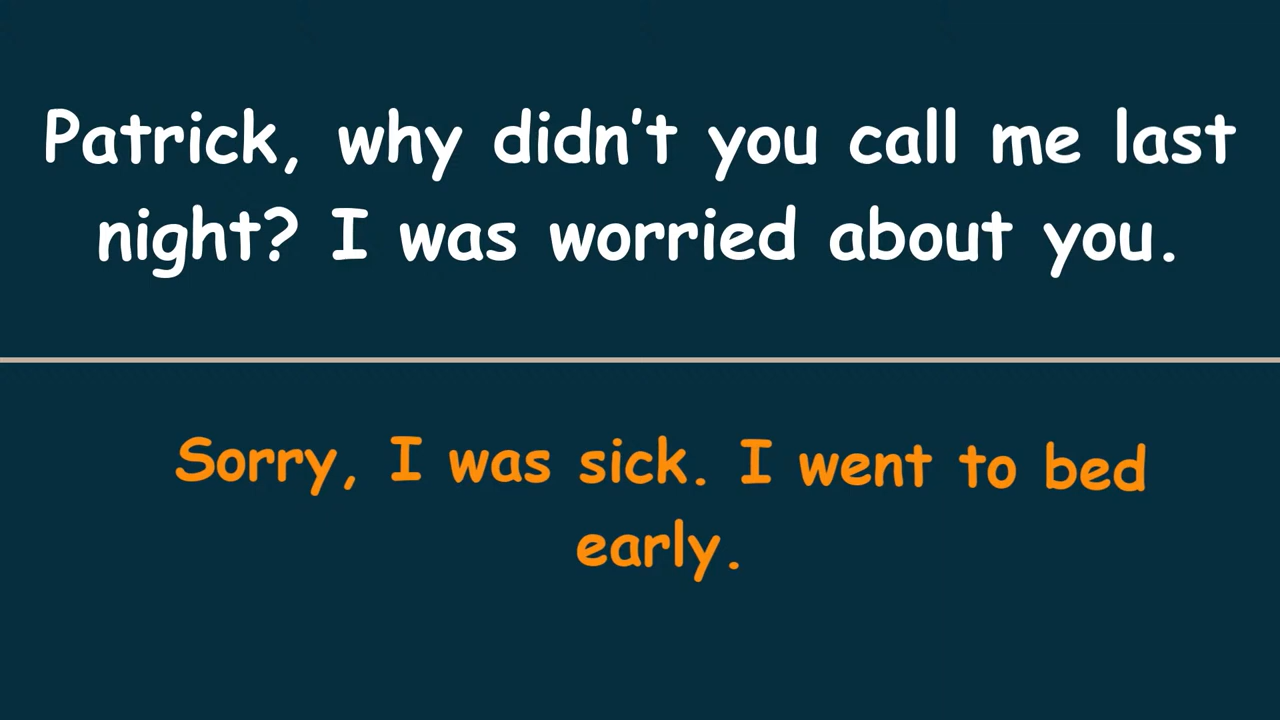 Patrick, why didn't you call me last
night? I was worried about you.
Sorry, I was sick. I went to bed
early.